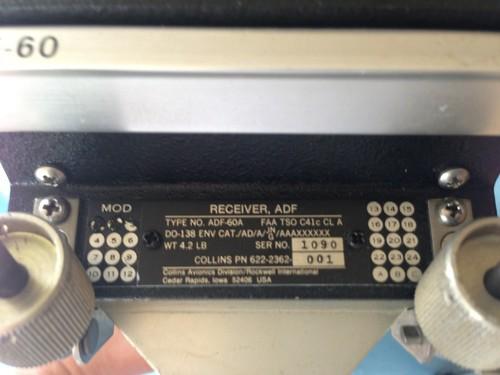 -60
MOD
4 5 6
7 8 9
10 11 12
RECEIVER, ADF
TYPE NO. ADF-60A FAA TSO C41c CL A
DO-138 ENV CAT./AD/A/JN/AAAXXXXXX
WT 4.2 LB SER NO. 1090
COLLINS PN 622-2362- 001
Collins Avionics Division/Rockwell International
Cedar Rapids, Iowa 52406 USA
13 14 15
16 17 18
19 20 21
22 23 24
A B C